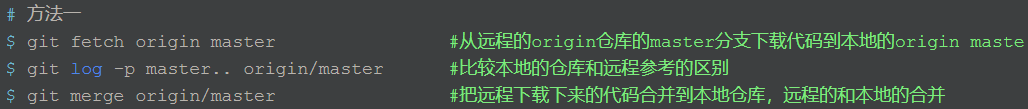 # 方法一
$ git fetch origin master #从远程的origin仓库的master分支下载代码到本地的origin maste
$ git log -p master.. origin/master #比较本地的仓库和远程参考的区别
$ git merge origin/master #把远程下载下来的代码合并到本地仓库，远程的和本地的合并